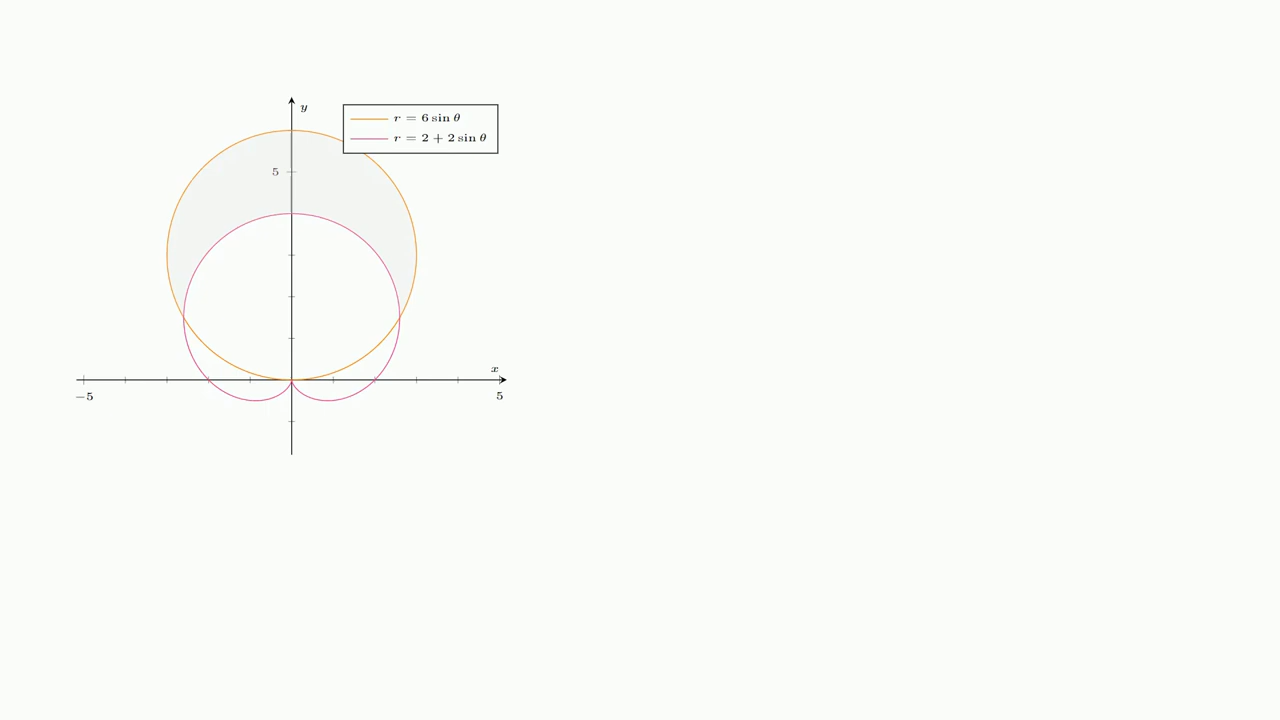 y
r = 6 sin θ
r = 2 + 2 sin θ
5
x
−5
5